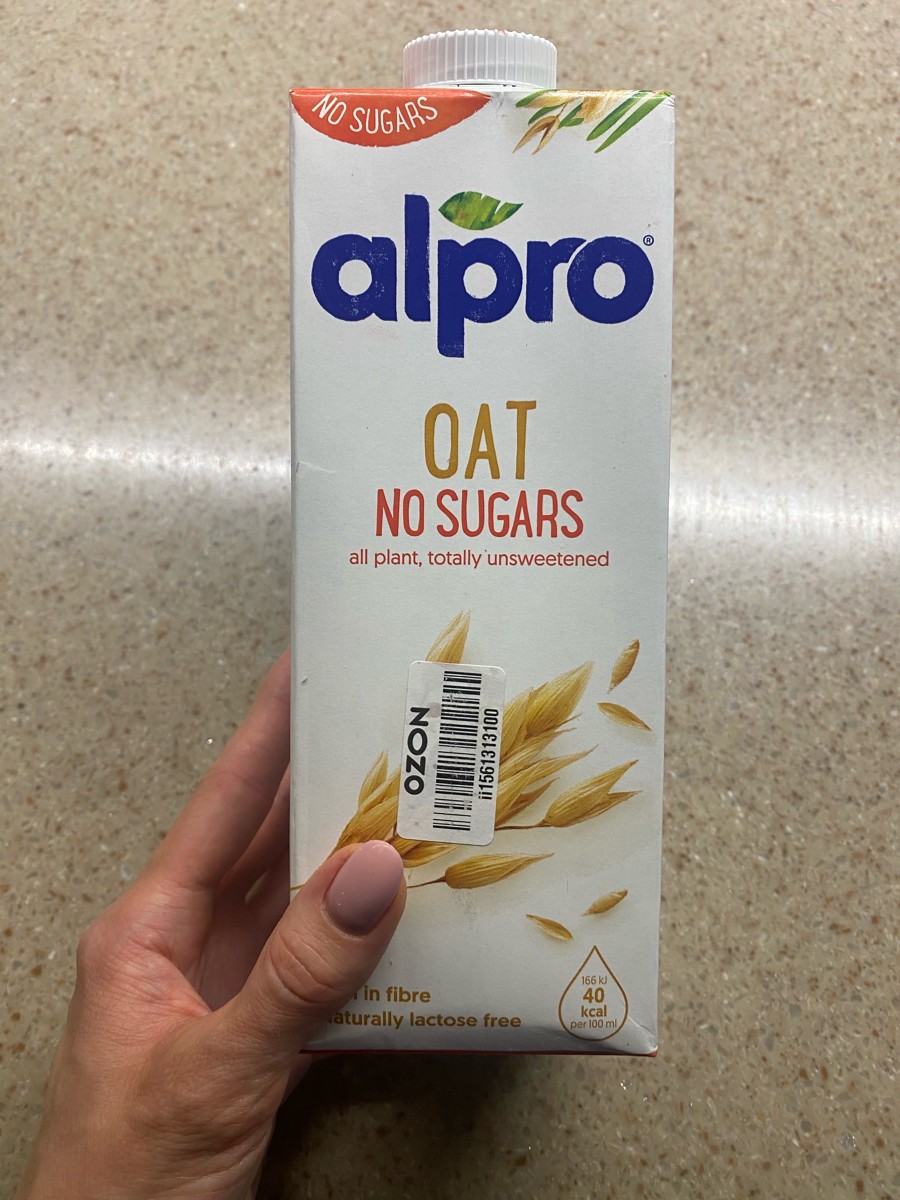 NO SUGARS
alpro®
OAT
NO SUGARS
all plant, totally unsweetened
OZON
ii1561313100
in fibre
lactose free
166 kJ
40
kcal
per 100 ml